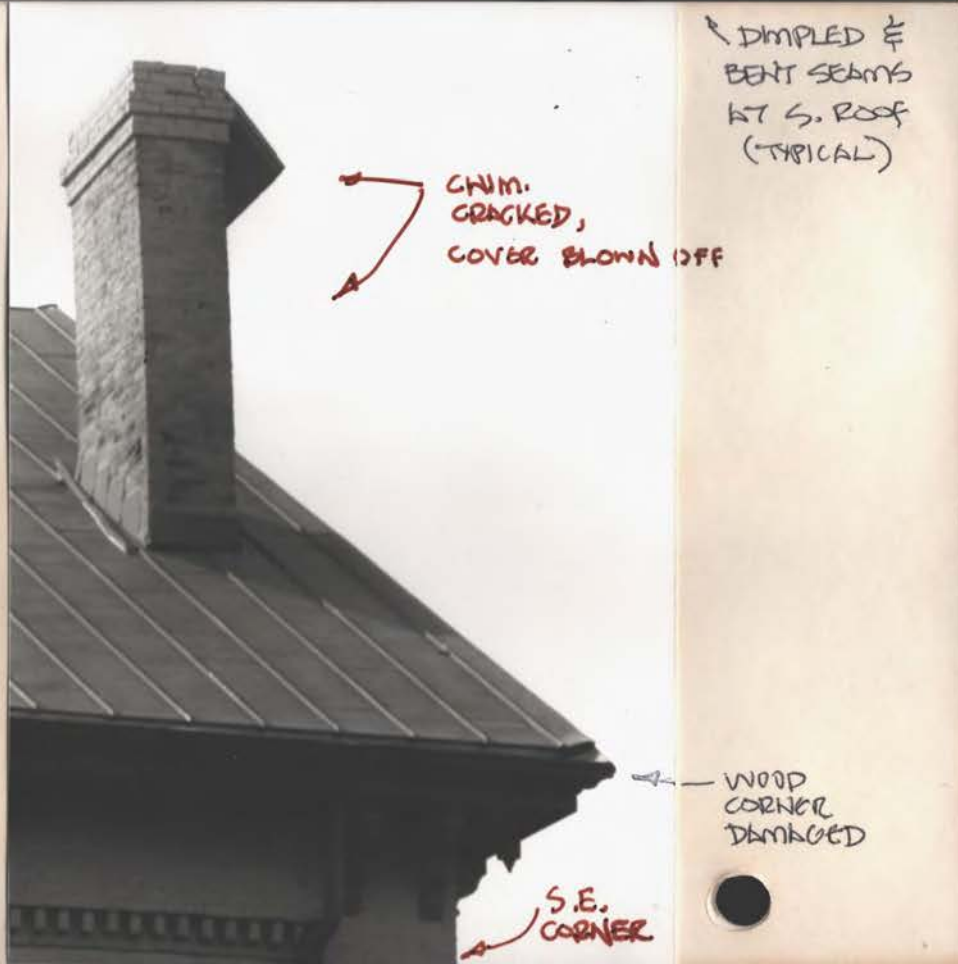 DIMPLED &
BENT SEAMS
AT S. ROOF
(TYPICAL)
CHIM.
CRACKED,
COVER BLOWN OFF
WOOD
CORNER
DAMAGED
S.E.
CORNER